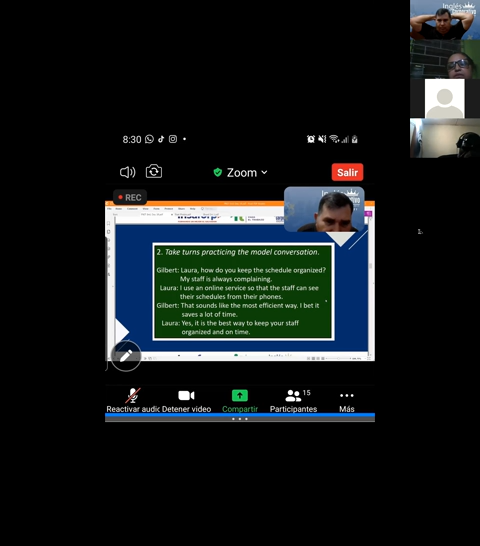 Inglés
8:30
Zoom
Salir
REC
2. Take turns practicing the model conversation.
Gilbert: Laura, how do you keep the schedule organized?
My staff is always complaining.
Laura: I use an online service so that the staff can see
their schedules from their phones.
Gilbert: That sounds like the most efficient way. I bet it
saves a lot of time.
Laura: Yes, it is the best way to keep your staff
organized and on time.
15
Reactivar audic Detener video Compartir Participantes Más